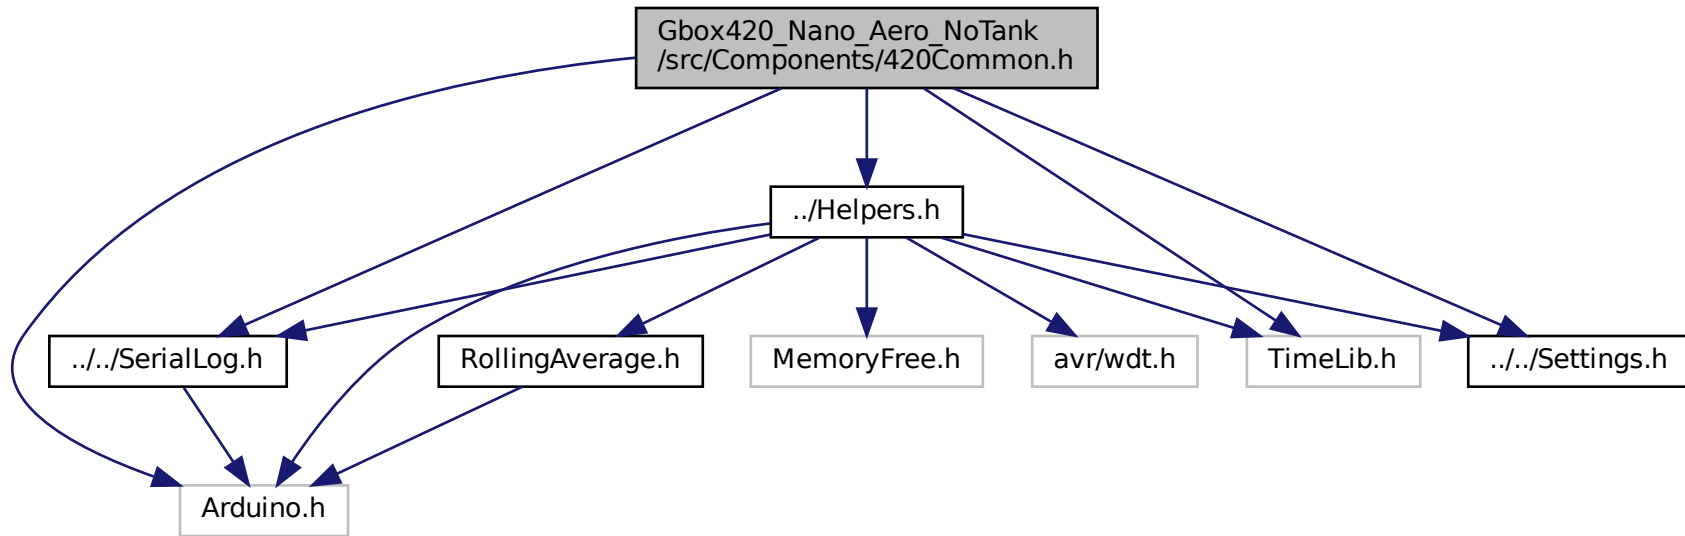 Gbox420_Nano_Aero_NoTank
/src/Components/420Common.h
../Helpers.h
../../SerialLog.h
RollingAverage.h
MemoryFree.h
avr/wdt.h
TimeLib.h
../../Settings.h
Arduino.h